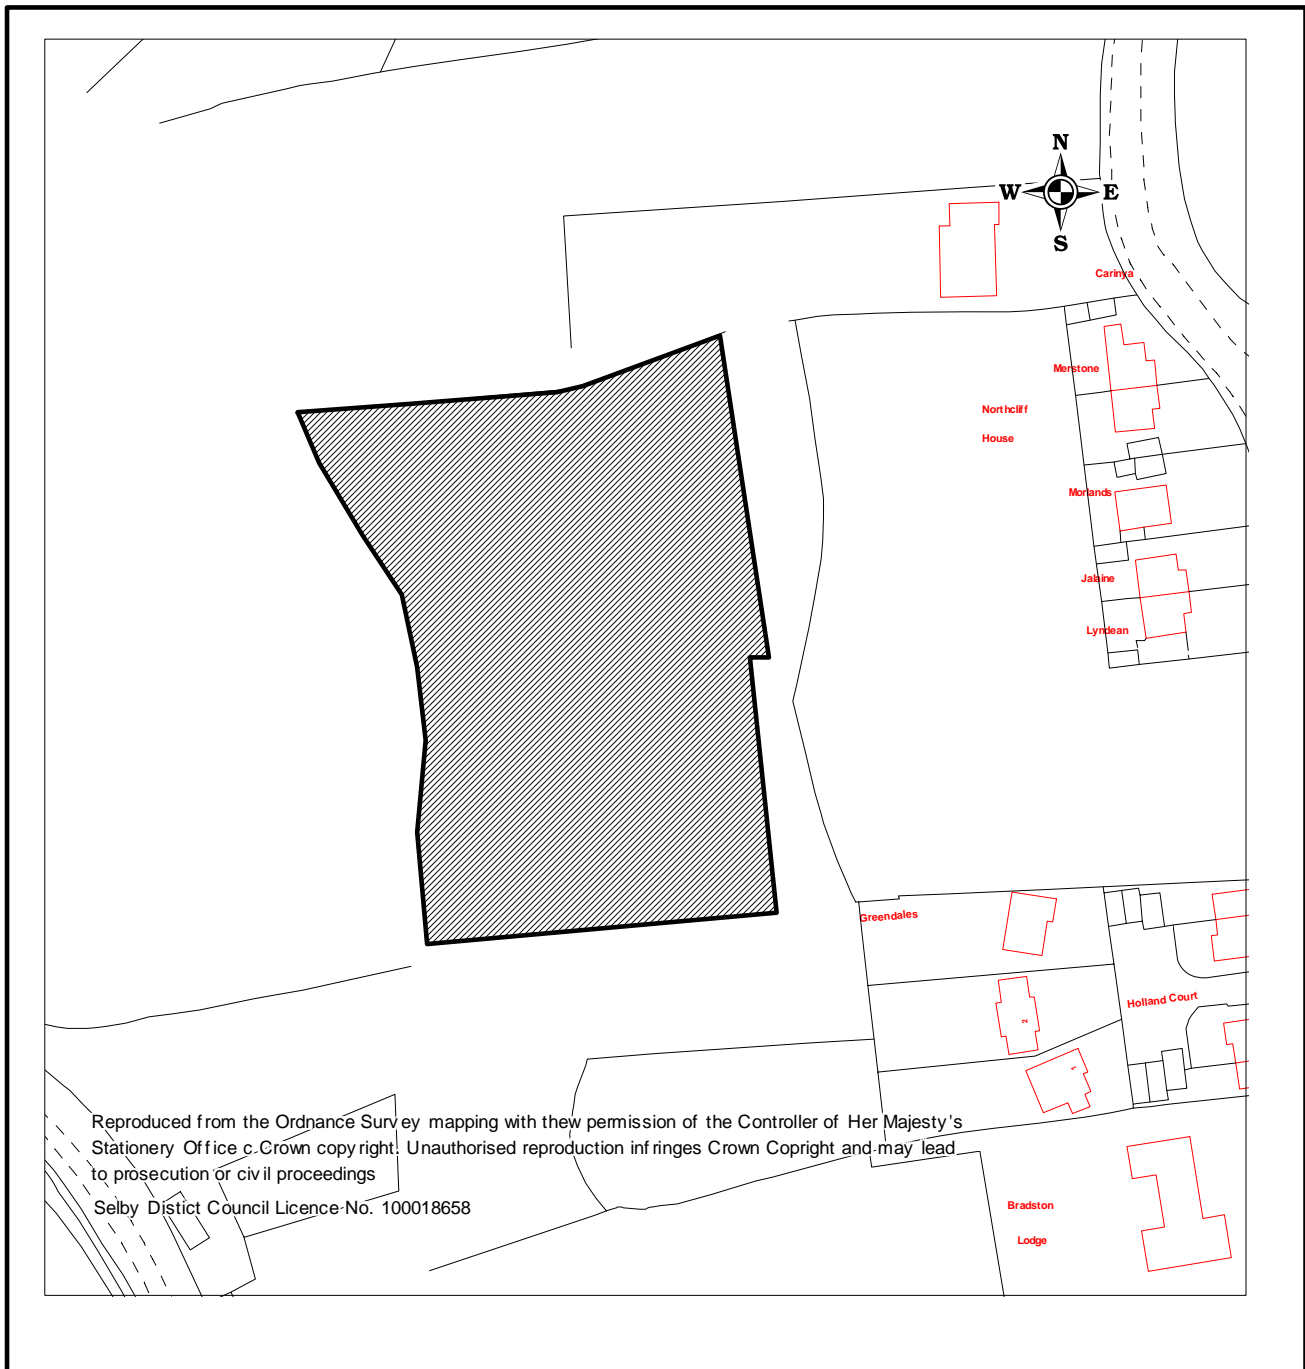 N
W E
S
Carinya
Merstone
Northcliff
House
Morlands
Jalaine
Lyndean
Greendales
Holland Court
2
1
Reproduced from the Ordnance Survey mapping with thew permission of the Controller of Her Majesty's
Stationery Office c Crown copyright. Unauthorised reproduction infringes Crown Copright and may lead
to prosecution or civil proceedings
Selby Distict Council Licence No. 100018658
Bradston
Lodge